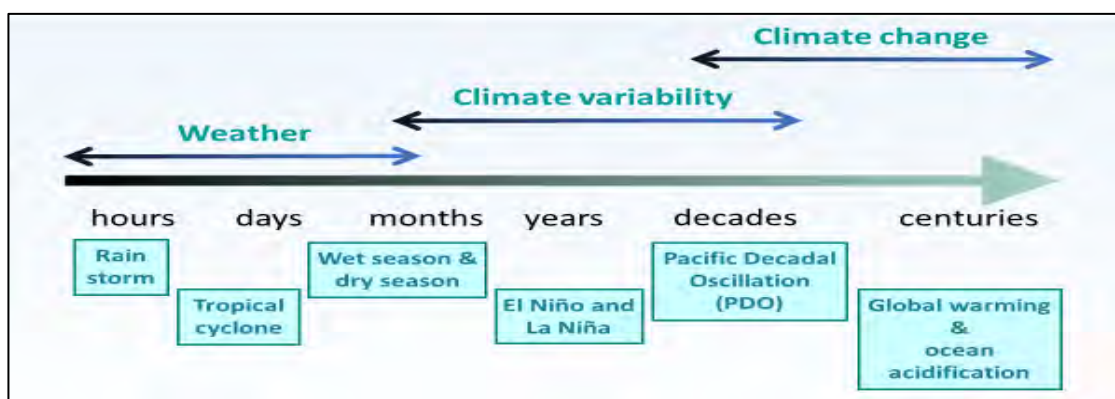 Climate change
Climate variability
Weather
hours days months years decades centuries
Rain
storm
Tropical
cyclone
Wet season &
dry season
El Niño and
La Niña
Pacific Decadal
Oscillation
(PDO)
Global warming
&
ocean
acidification